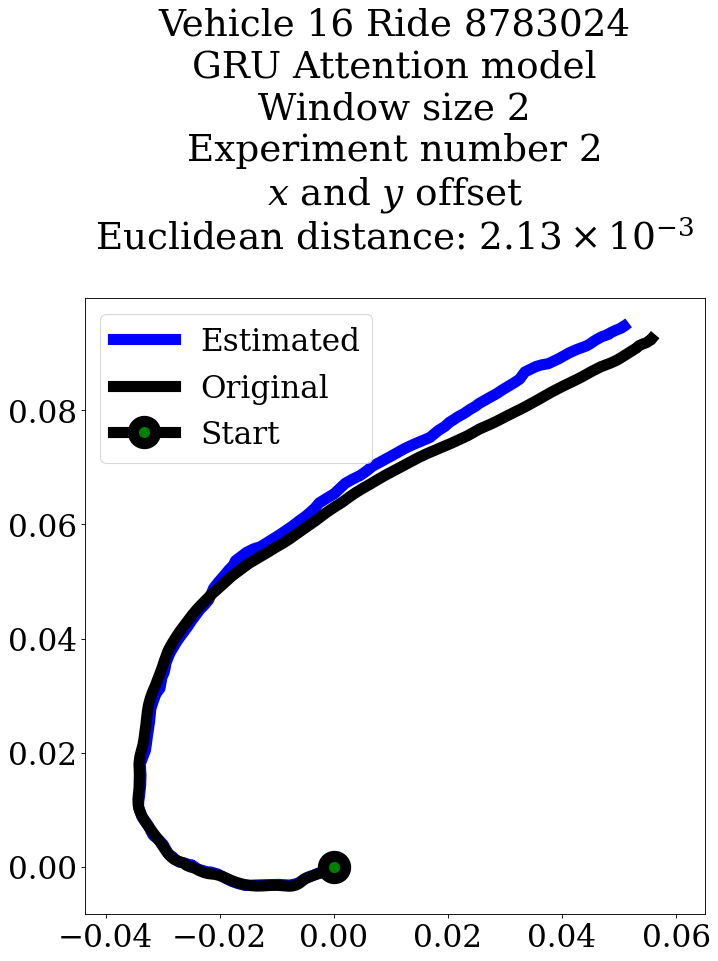 Vehicle 16 Ride 8783024
GRU Attention model
Window size 2
Experiment number 2
x and y offset
Euclidean distance: 2.13 × 10⁻³
Estimated
Original
Start
0.08
0.06
0.04
0.02
0.00
−0.04 −0.02 0.00 0.02 0.04 0.06